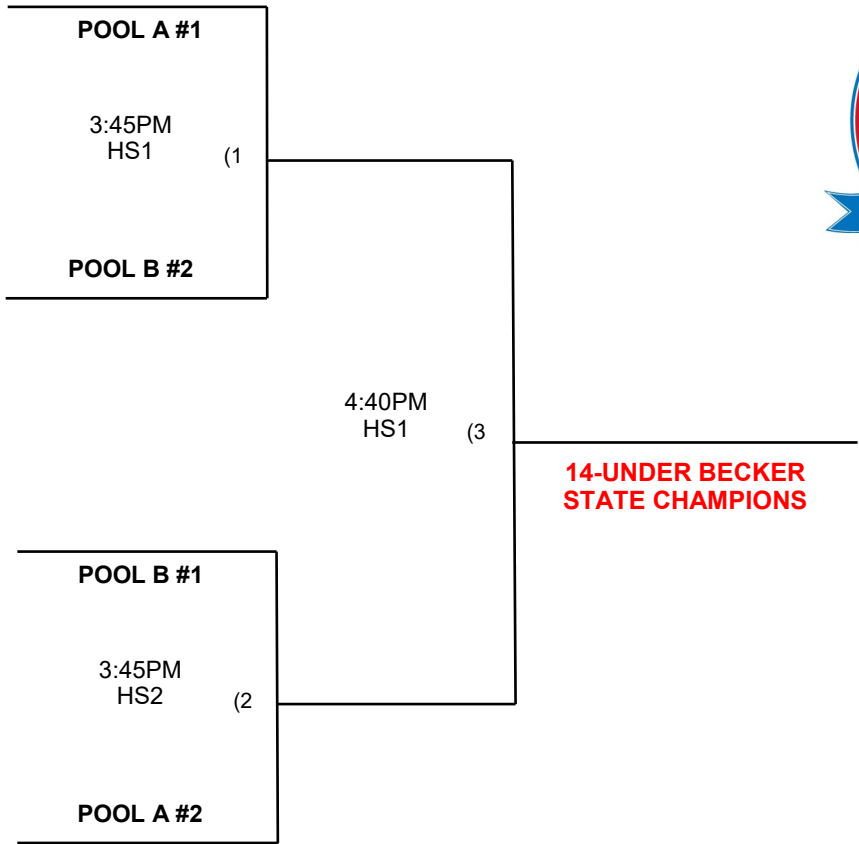 POOL A #1
3:45PM
HS1 (1
POOL B #2
4:40PM
HS1 (3
14-UNDER BECKER
STATE CHAMPIONS
POOL B #1
3:45PM
HS2 (2
POOL A #2